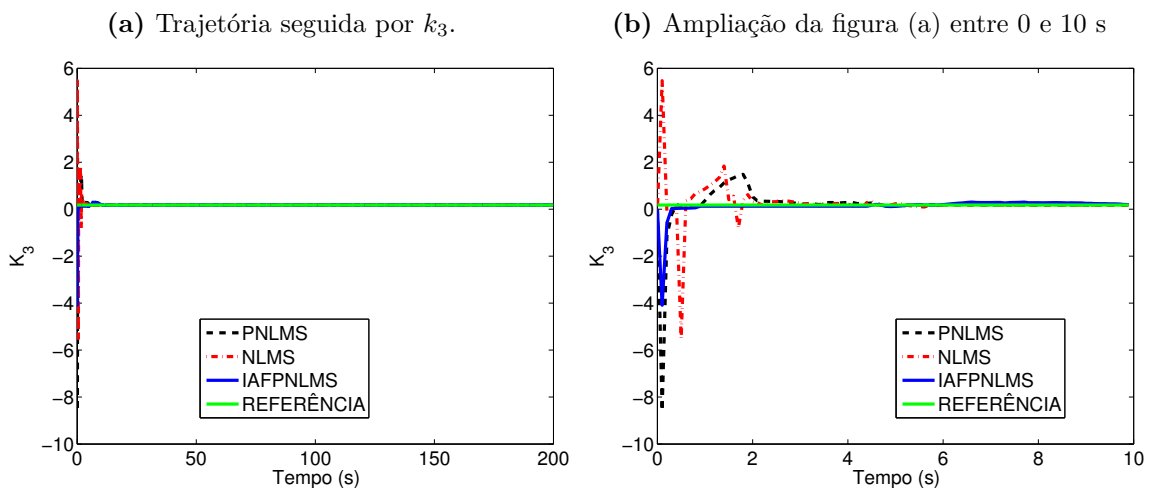 (a) Trajetória seguida por k₃.
(b) Ampliação da figura (a) entre 0 e 10 s
6
4
2
0
−2
−4
−6
−8
−10
K₃
0
50
100
150
200
Tempo (s)
PNLMS
NLMS
IAFPNLMS
REFERÊNCIA
6
4
2
0
−2
−4
−6
−8
−10
K₃
0
2
4
6
8
10
Tempo (s)
PNLMS
NLMS
IAFPNLMS
REFERÊNCIA